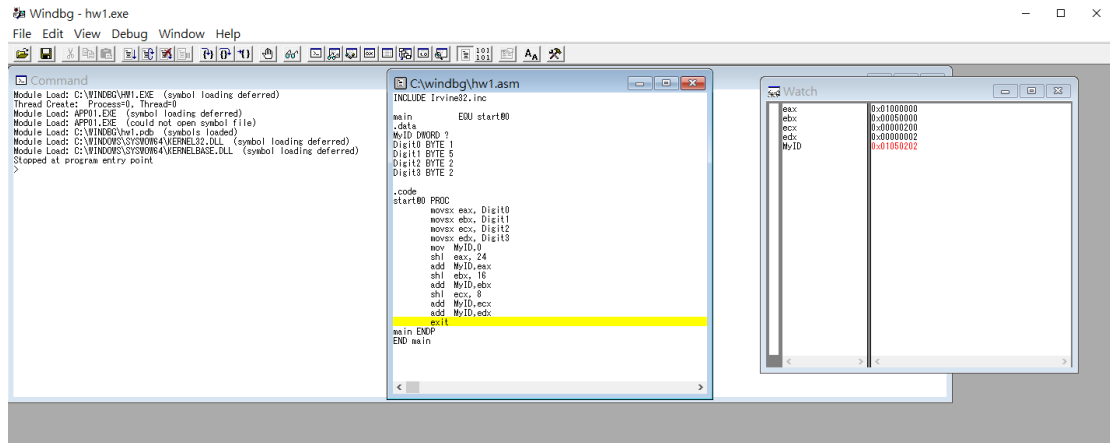 Windbg - hw1.exe
File Edit View Debug Window Help
Command
Module Load: C:\WINDBG\HW1.EXE (symbol loading deferred)
Thread Create: Process=0, Thread=0
Module Load: APP01.EXE (symbol loading deferred)
Module Load: APP01.EXE (could not open symbol file)
Module Load: C:\WINDBG\hw1.pdb (symbols loaded)
Module Load: C:\WINDOWS\SYSWOW64\KERNEL32.DLL (symbol loading deferred)
Module Load: C:\WINDOWS\SYSWOW64\KERNELBASE.DLL (symbol loading deferred)
Stopped at program entry point
>
C:\windbg\hw1.asm
INCLUDE Irvine32.inc
main EQU start@0
.data
MyID DWORD ?
Digit0 BYTE 1
Digit1 BYTE 5
Digit2 BYTE 2
Digit3 BYTE 2
.code
start@0 PROC
movsx eax, Digit0
movsx ebx, Digit1
movsx ecx, Digit2
movsx edx, Digit3
mov MyID,0
shl eax, 24
add MyID,eax
shl ebx, 16
add MyID,ebx
shl ecx, 8
add MyID,ecx
add MyID,edx
exit
main ENDP
END main
Watch
eax 0x01000000
ebx 0x00050000
ecx 0x00000200
edx 0x00000002
MyID 0x01050202